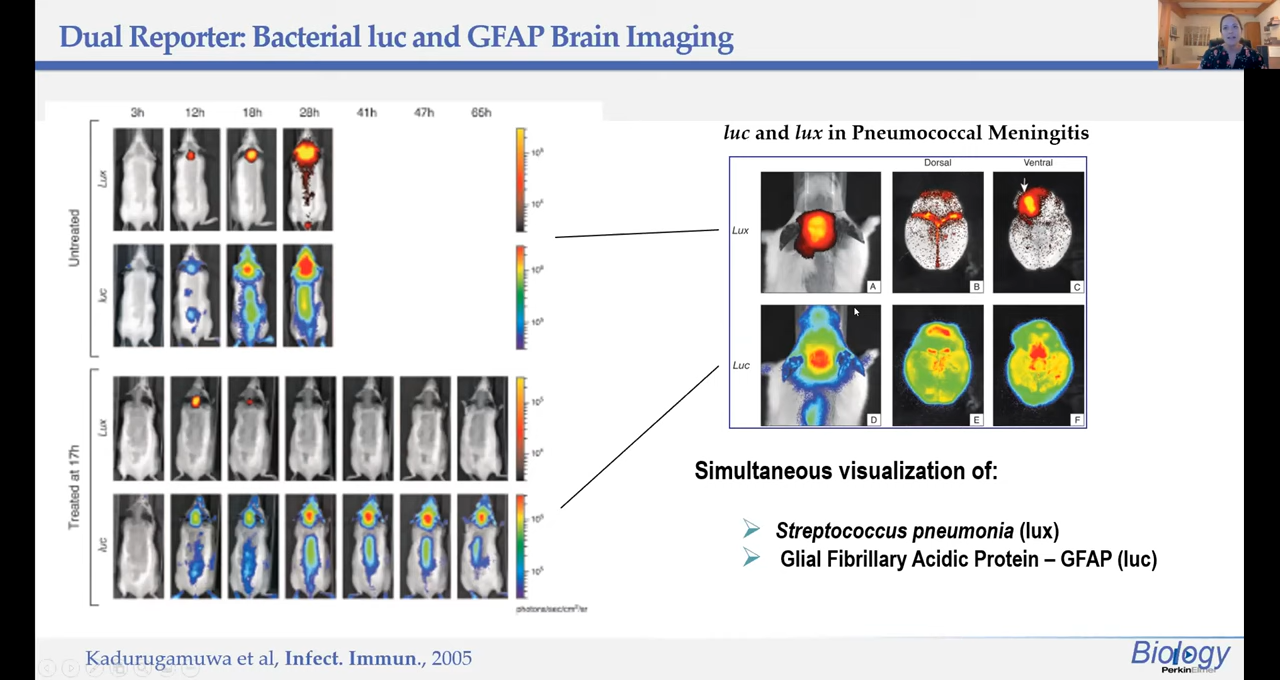 Dual Reporter: Bacterial luc and GFAP Brain Imaging
3h 12h 18h 28h 41h 47h 65h
Untreated
Lux
luc
Treated at 17h
Lux
luc
photons/sec/cm²/sr
luc and lux in Pneumococcal Meningitis
Dorsal Ventral
Lux
A B C
Luc
D E F
Simultaneous visualization of:
Streptococcus pneumonia (lux)
Glial Fibrillary Acidic Protein – GFAP (luc)
Kadurugamuwa et al, Infect. Immun., 2005
Biology
PerkinElmer